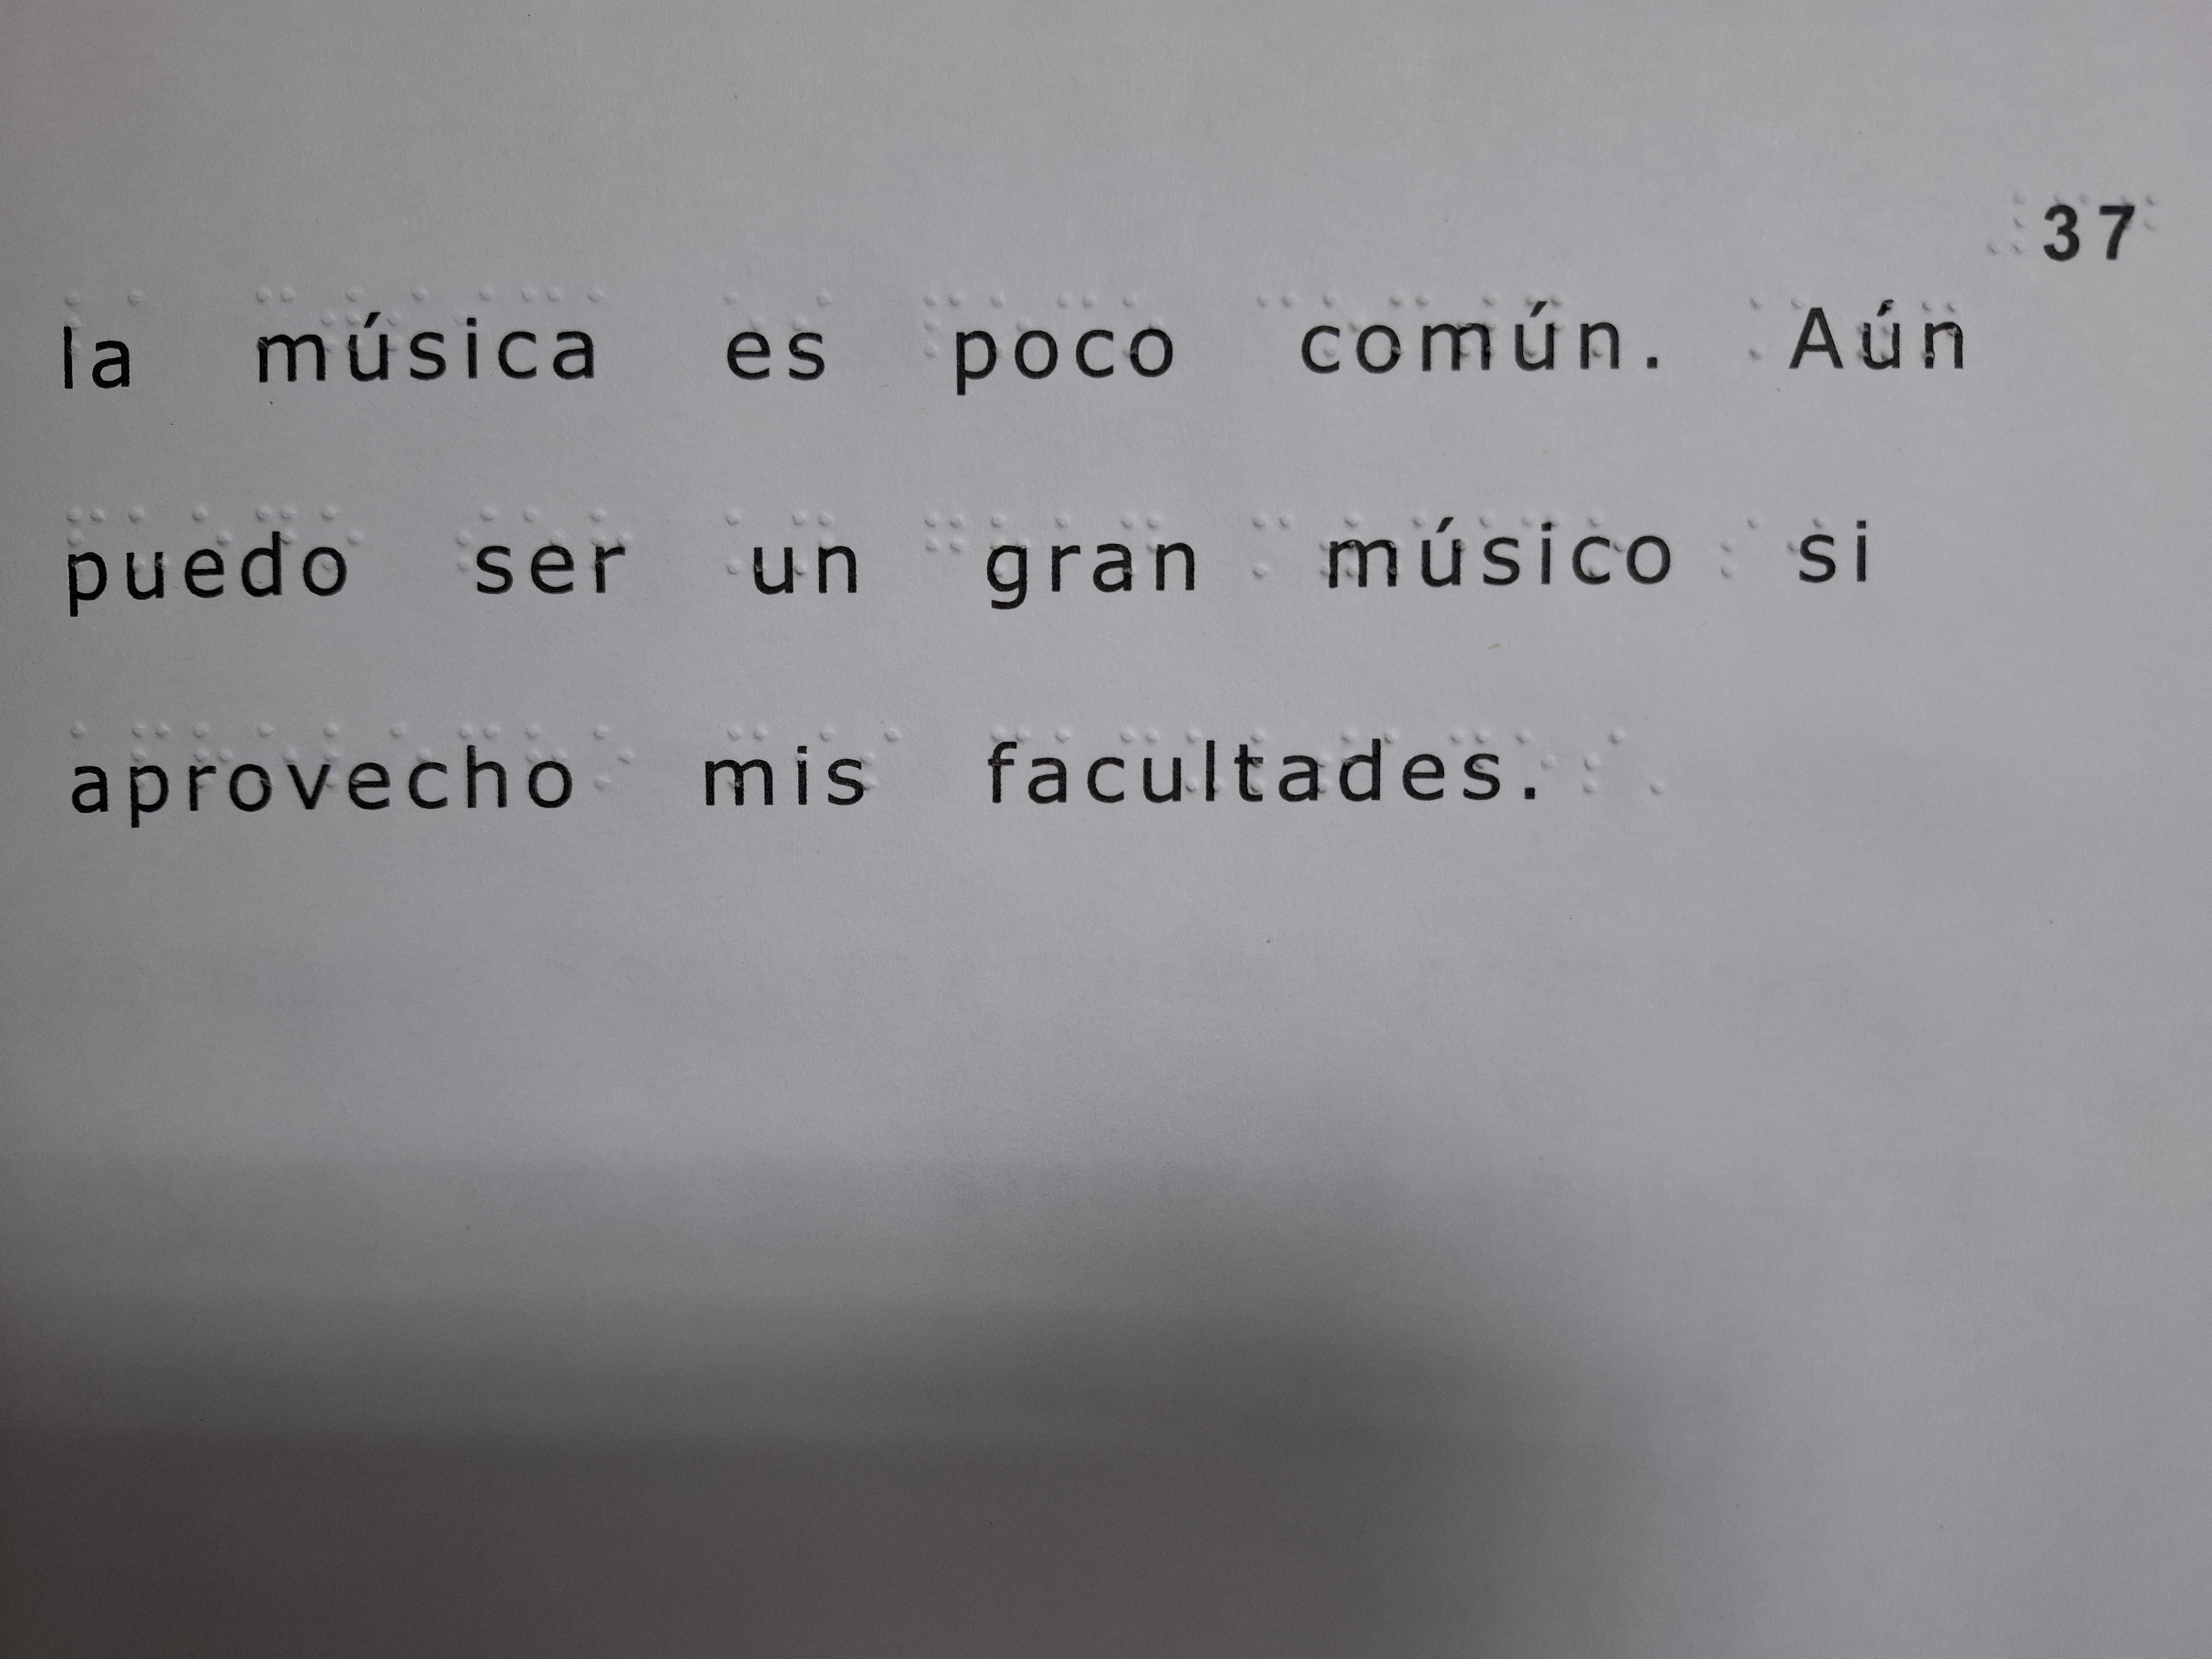 37
la música es poco común. Aún
puedo ser un gran músico si
aprovecho mis facultades.